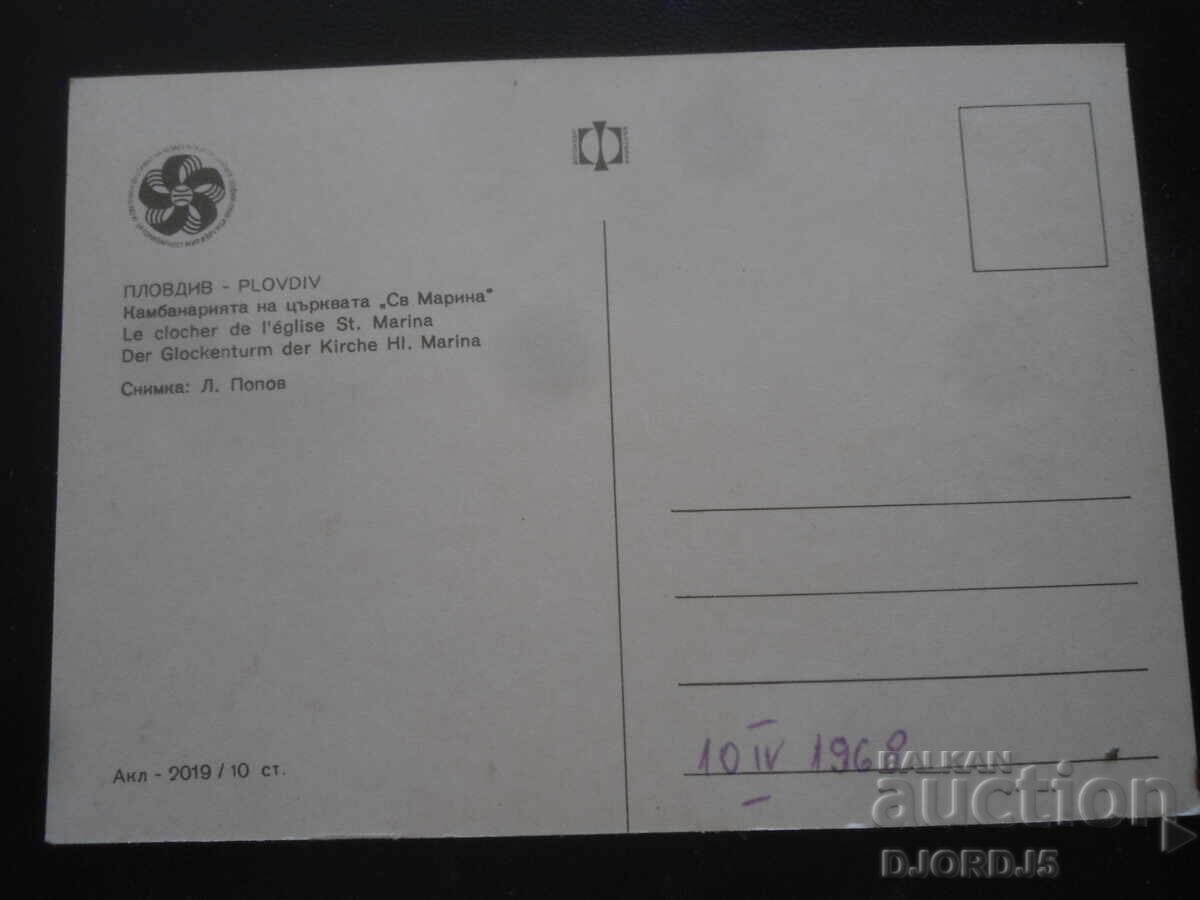 ПЛОВДИВ - PLOVDIV
Камбанарията на църквата „Св Марина"
Le clocher de l'église St. Marina
Der Glockenturm der Kirche Hl. Marina
Снимка: Л. Попов
Акл - 2019 / 10 ст.
10 IV 1968
BALKAN
auction
DJORDJ5